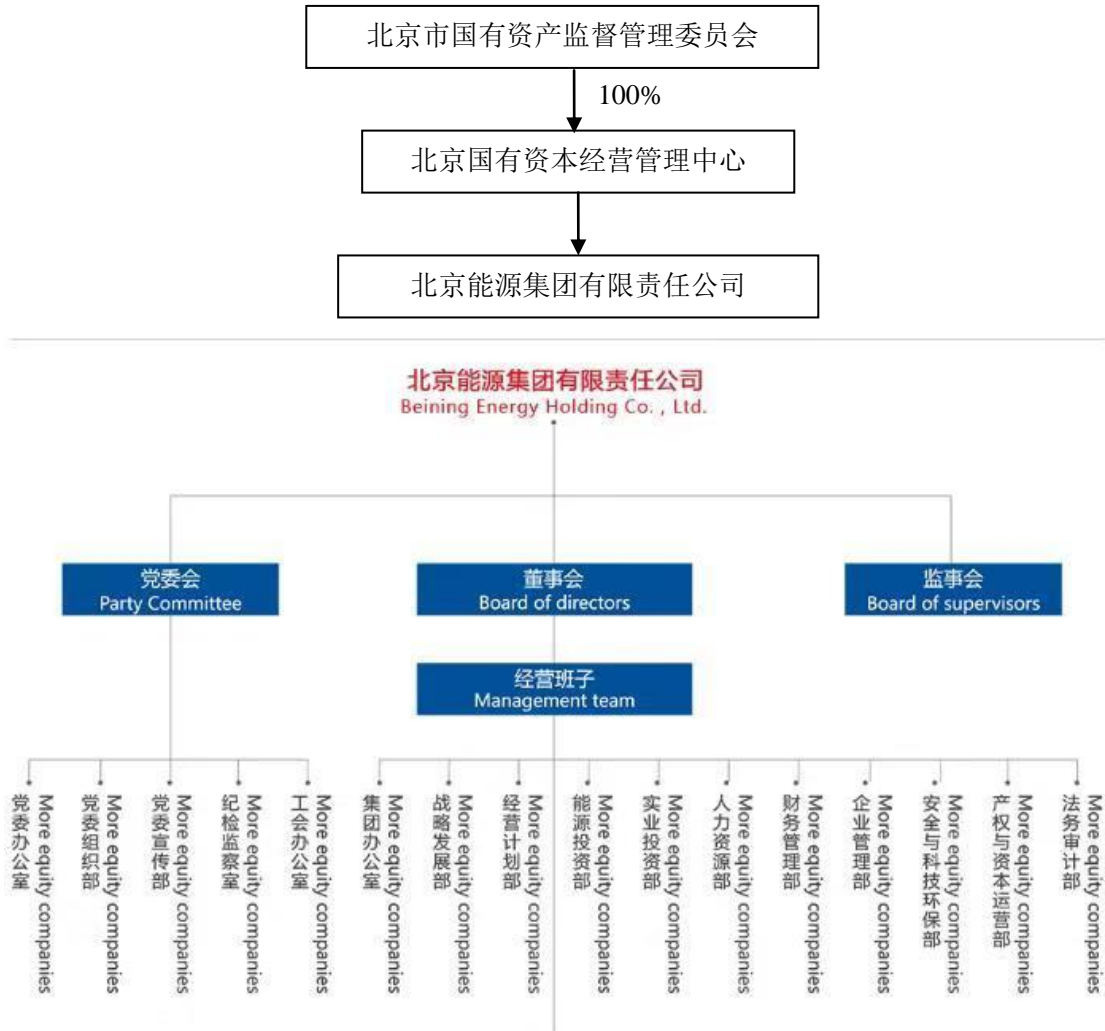 北京市国有资产监督管理委员会
100%
北京国有资本经营管理中心
北京能源集团有限责任公司
北京能源集团有限责任公司
Beining Energy Holding Co. , Ltd.
党委会
Party Committee
董事会
Board of directors
监事会
Board of supervisors
经营班子
Management team
党委办公室
More equity companies
党委组织部
More equity companies
党委宣传部
More equity companies
纪检监察室
More equity companies
工会办公室
More equity companies
集团办公室
More equity companies
战略发展部
More equity companies
经营计划部
More equity companies
能源投资部
More equity companies
实业投资部
More equity companies
人力资源部
More equity companies
财务管理部
More equity companies
企业管理部
More equity companies
安全与科技环保部
More equity companies
产权与资本运营部
More equity companies
法务审计部
More equity companies